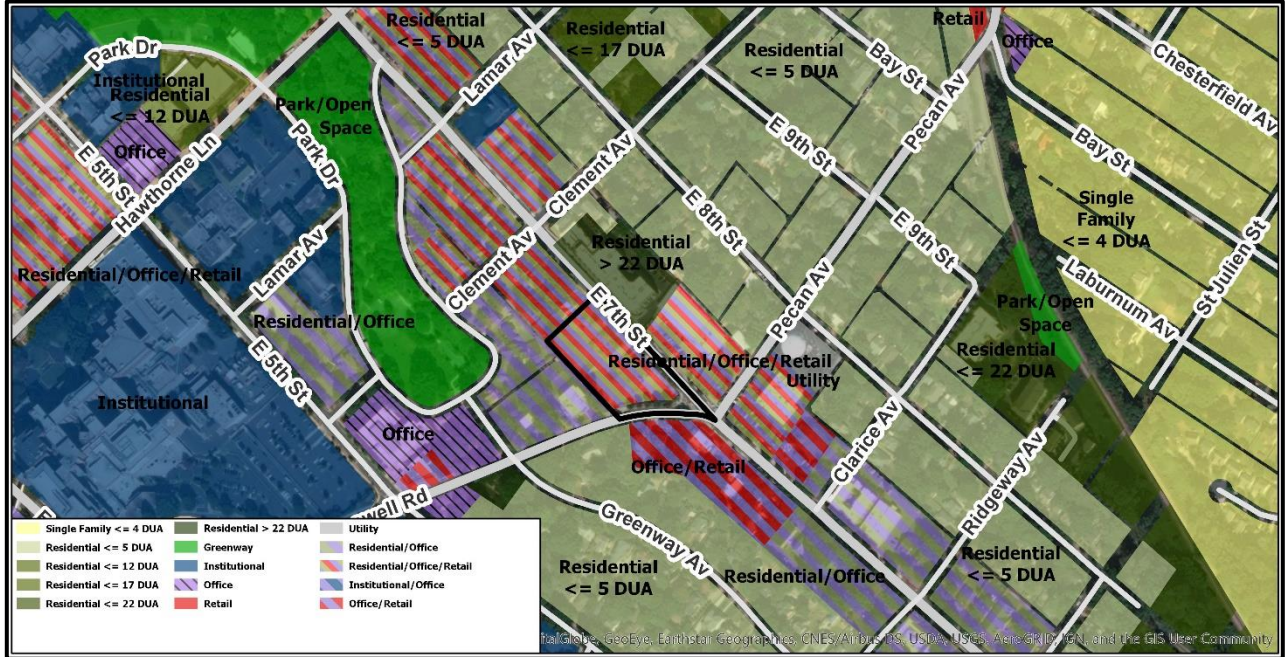 Residential
<= 5 DUA
Residential
<= 17 DUA
Residential
<= 5 DUA
Retail
Office
Park Dr
Lamar Av
Bay St
Pecan Av
Chesterfield Av
Institutional
Residential
<= 12 DUA
Office
Park/Open
Space
E 5th St
Hawthorne Ln
Park Dr
Clement Av
E 9th St
Bay St
Single
Family
<= 4 DUA
St Julien St
Residential/Office/Retail
Lamar Av
Residential/Office
Clement Av
Residential
> 22 DUA
E 8th St
Pecan Av
E 9th St
Laburnum Av
Park/Open
Space
E 7th St
Residential/Office/Retail
Utility
Residential
<= 22 DUA
E 5th St
Institutional
Office
Office/Retail
Clarice Av
Ridgeway Av
well Rd
Greenway Av
Residential
<= 5 DUA
Residential/Office
Residential
<= 5 DUA
Single Family <= 4 DUA
Residential > 22 DUA
Utility
Residential <= 5 DUA
Greenway
Residential/Office
Residential <= 12 DUA
Institutional
Residential/Office/Retail
Residential <= 17 DUA
Office
Institutional/Office
Residential <= 22 DUA
Retail
Office/Retail
italGlobe, GeoEye, Earthstar Geographics, CNES/Airbus DS, USDA, USGS, AeroGRID, IGN, and the GIS User Community